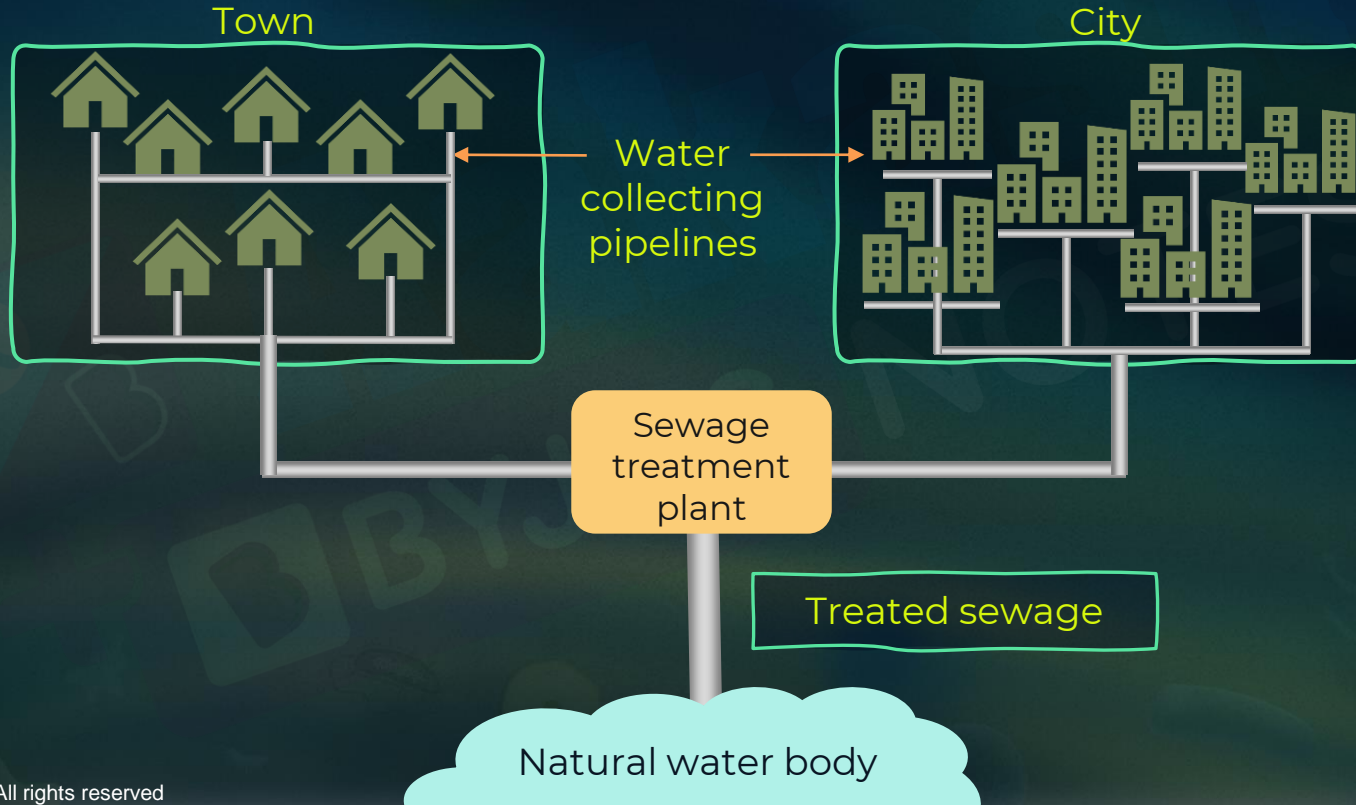 Town
City
Water
collecting
pipelines
Sewage
treatment
plant
Treated sewage
Natural water body
All rights reserved